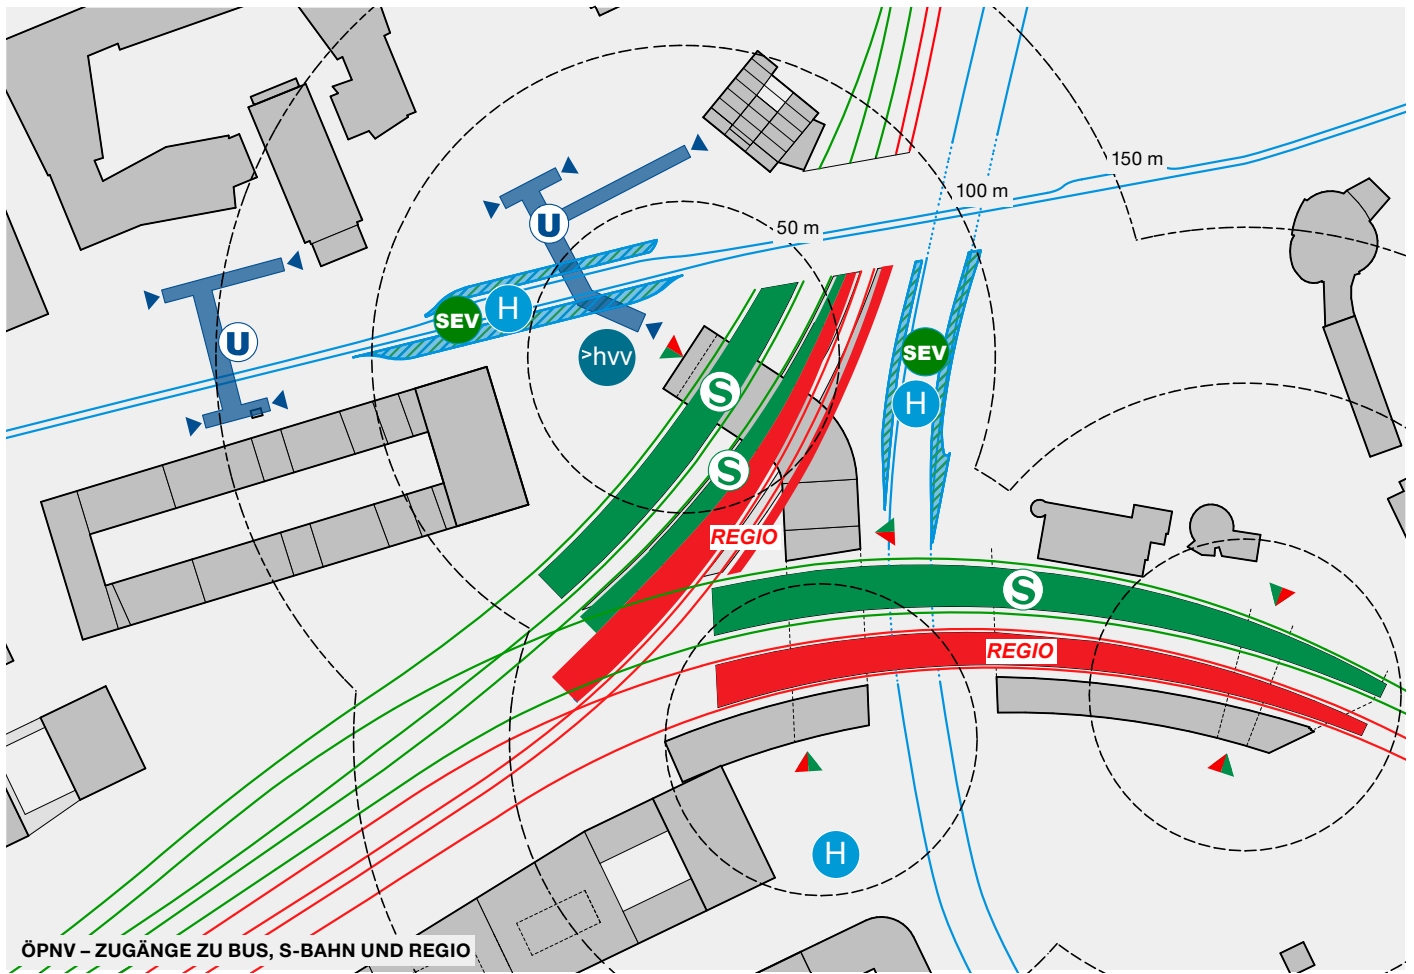 150 m
100 m
50 m
U
H
SEV
U
>hvv
SEV
H
S
S
REGIO
S
REGIO
H
ÖPNV – ZUGÄNGE ZU BUS, S-BAHN UND REGIO